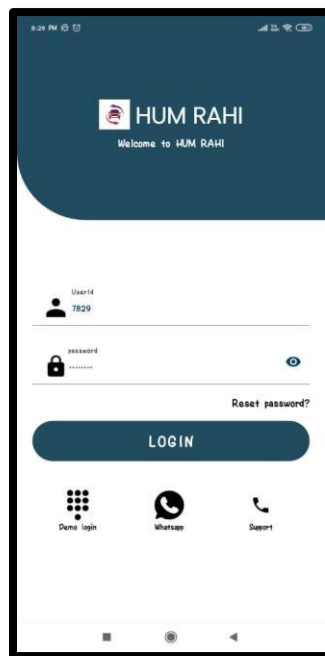 8:29 PM
HUM RAHI
Welcome to HUM RAHI
UserId
7829
password
........
Reset password?
LOGIN
Demo login Whatsapp Support